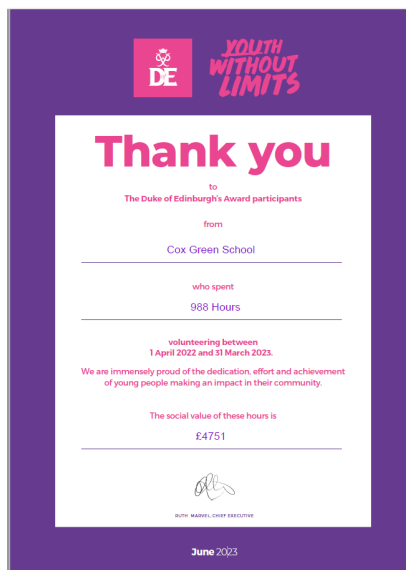 DE
YOUTH
WITHOUT
LIMITS
Thank you
to
The Duke of Edinburgh's Award participants
from
Cox Green School
who spent
988 Hours
volunteering between
1 April 2022 and 31 March 2023.
We are immensely proud of the dedication, effort and achievement
of young people making an impact in their community.
The social value of these hours is
£4751
RUTH MARVEL, CHIEF EXECUTIVE
June 2023